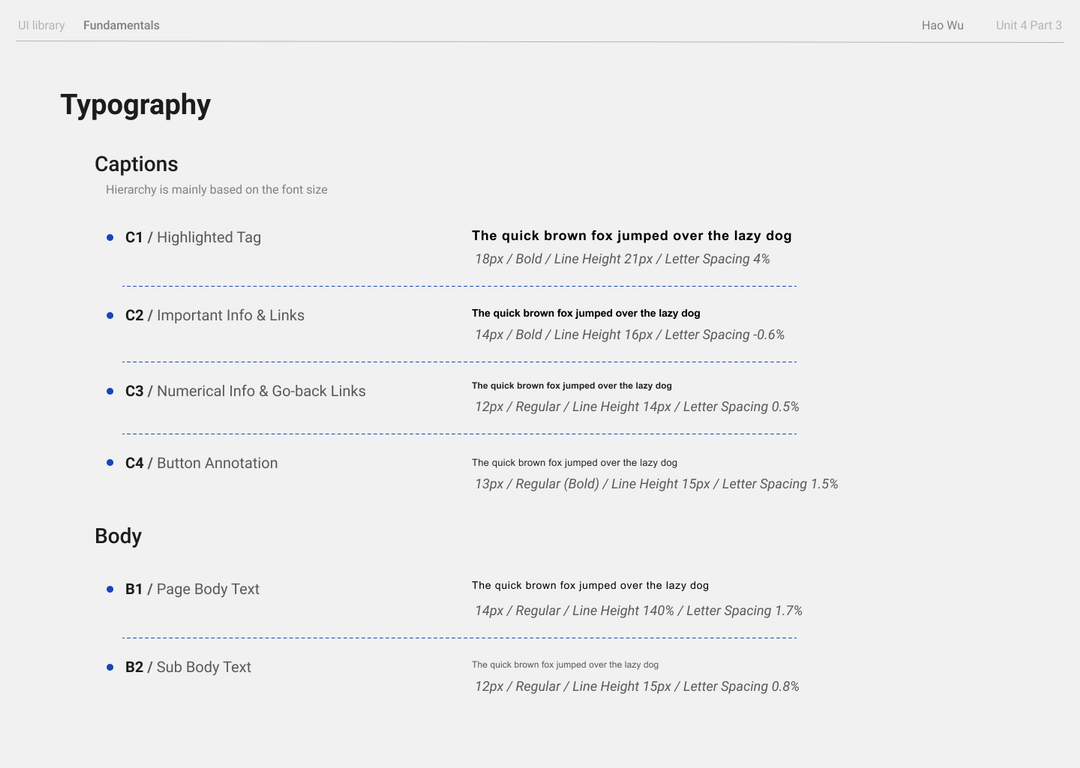 UI library Fundamentals Hao Wu Unit 4 Part 3
Typography
Captions
Hierarchy is mainly based on the font size
C1 / Highlighted Tag
The quick brown fox jumped over the lazy dog
18px / Bold / Line Height 21px / Letter Spacing 4%
C2 / Important Info & Links
The quick brown fox jumped over the lazy dog
14px / Bold / Line Height 16px / Letter Spacing -0.6%
C3 / Numerical Info & Go-back Links
The quick brown fox jumped over the lazy dog
12px / Regular / Line Height 14px / Letter Spacing 0.5%
C4 / Button Annotation
The quick brown fox jumped over the lazy dog
13px / Regular (Bold) / Line Height 15px / Letter Spacing 1.5%
Body
B1 / Page Body Text
The quick brown fox jumped over the lazy dog
14px / Regular / Line Height 140% / Letter Spacing 1.7%
B2 / Sub Body Text
The quick brown fox jumped over the lazy dog
12px / Regular / Line Height 15px / Letter Spacing 0.8%